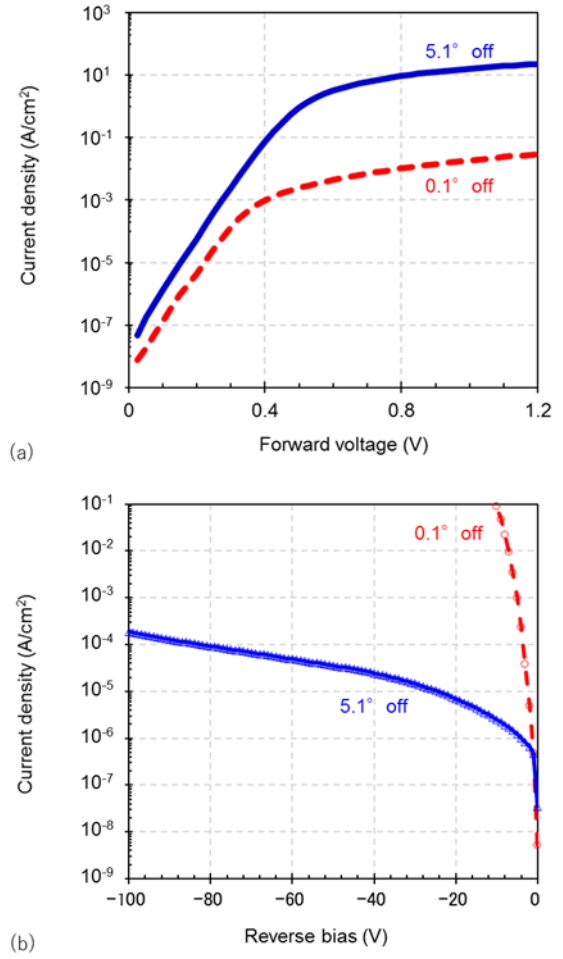 10³
10¹
10⁻¹
10⁻³
10⁻⁵
10⁻⁷
10⁻⁹
Current density (A/cm²)
5.1° off
0.1° off
0 0.4 0.8 1.2
Forward voltage (V)
(a)
10⁻¹
10⁻²
10⁻³
10⁻⁴
10⁻⁵
10⁻⁶
10⁻⁷
10⁻⁸
10⁻⁹
Current density (A/cm²)
0.1° off
5.1° off
−100 −80 −60 −40 −20 0
Reverse bias (V)
(b)